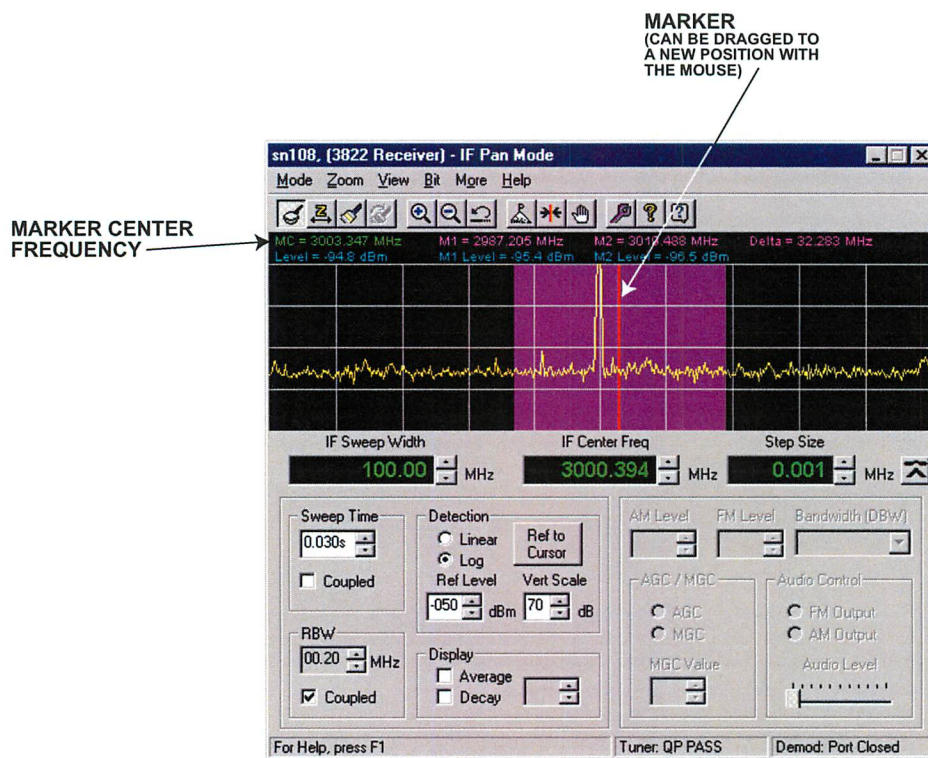 MARKER
(CAN BE DRAGGED TO
A NEW POSITION WITH
THE MOUSE)
MARKER CENTER
FREQUENCY
sn108, (3822 Receiver) - IF Pan Mode
Mode Zoom View Bit More Help
MC = 3003.347 MHz M1 = 2987.205 MHz M2 = 3019.488 MHz Delta = 32.283 MHz
Level = -94.8 dBm M1 Level = -95.4 dBm M2 Level = -96.5 dBm
IF Sweep Width IF Center Freq Step Size
100.00 MHz 3000.394 MHz 0.001 MHz
Sweep Time
0.030s
Coupled
RBW
00.20 MHz
Coupled
Detection
Linear
Log
Ref to
Cursor
Ref Level Vert Scale
-050 dBm 70 dB
Display
Average
Decay
AM Level FM Level Bandwidth (DBW)
AGC / MGC
AGC
MGC
MGC Value
Audio Control
FM Output
AM Output
Audio Level
For Help, press F1 Tuner: QP PASS Demod: Port Closed